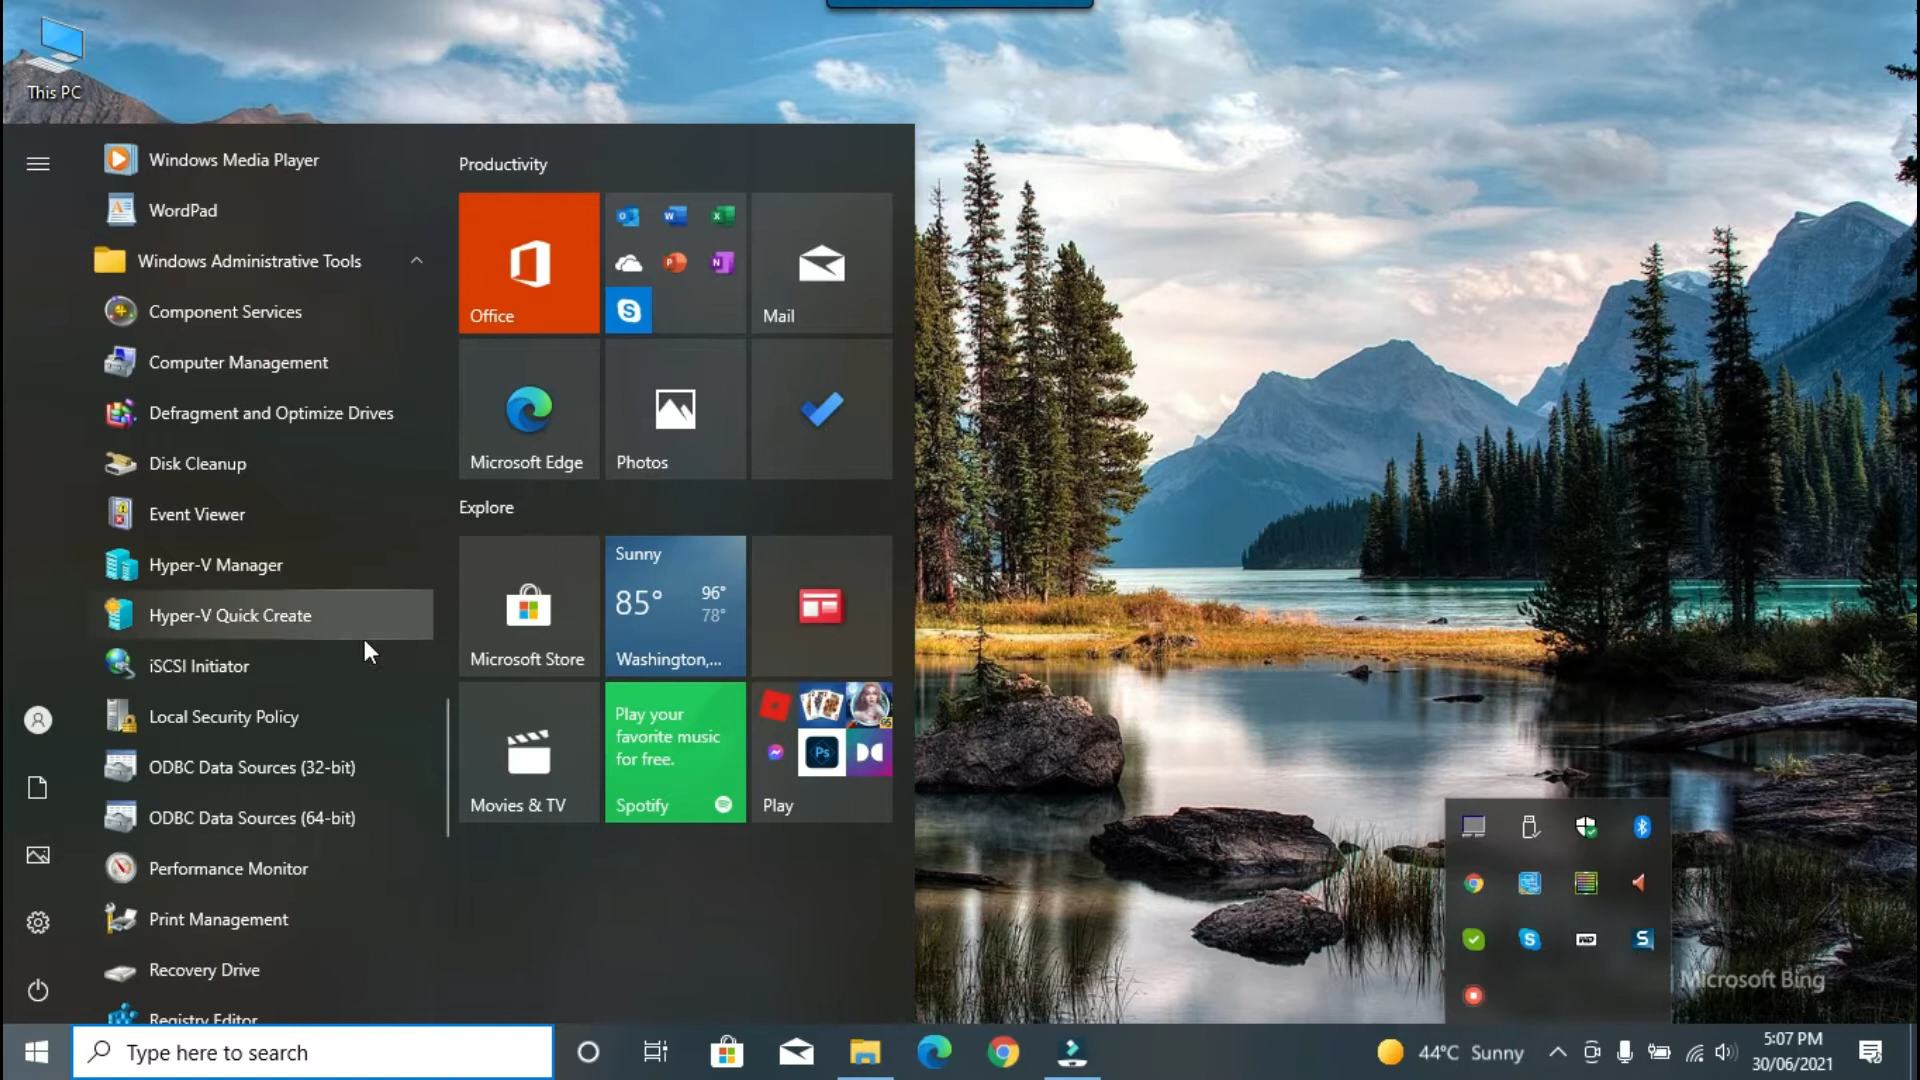 This PC
Windows Media Player
WordPad
Windows Administrative Tools
Component Services
Computer Management
Defragment and Optimize Drives
Disk Cleanup
Event Viewer
Hyper-V Manager
Hyper-V Quick Create
iSCSI Initiator
Local Security Policy
ODBC Data Sources (32-bit)
ODBC Data Sources (64-bit)
Performance Monitor
Print Management
Recovery Drive
Registry Editor
Productivity
Office
Mail
Microsoft Edge
Photos
Explore
Microsoft Store
Sunny
85°
96°
78°
Washington,...
Movies & TV
Play your
favorite music
for free.
Spotify
Ps
Play
WD
Microsoft Bing
Type here to search
44°C Sunny
5:07 PM
30/06/2021